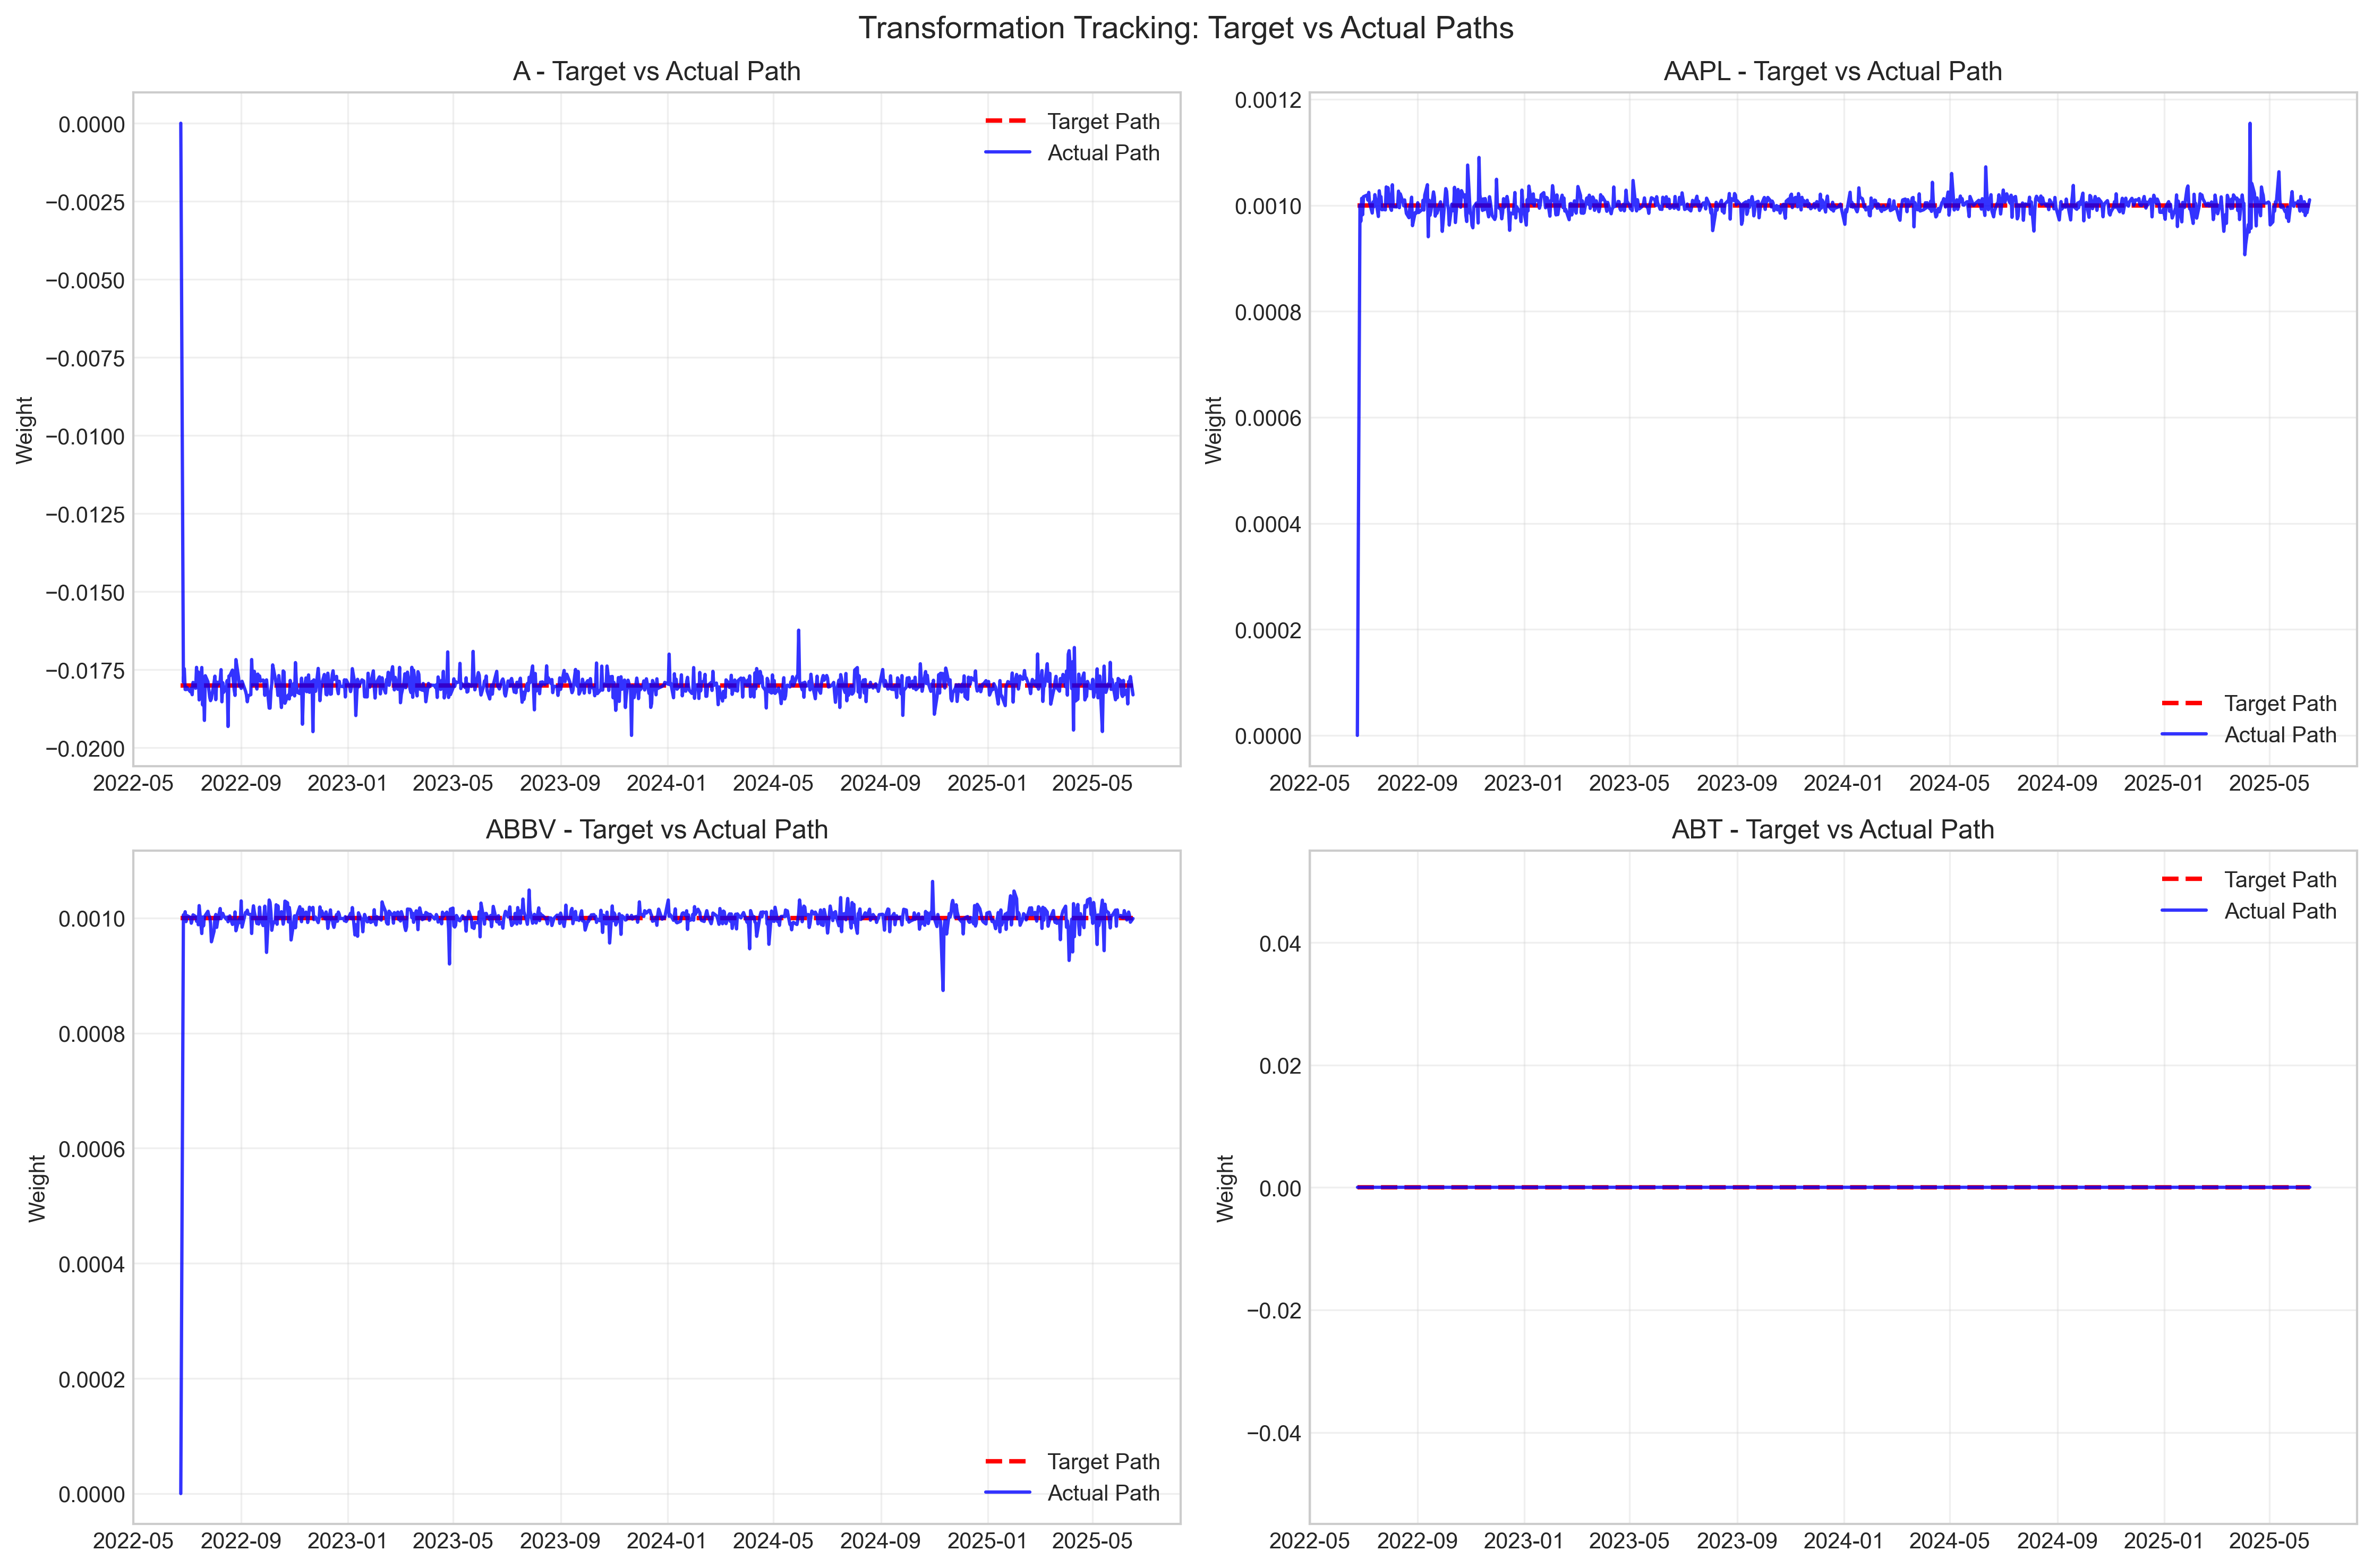 Transformation Tracking: Target vs Actual Paths
A - Target vs Actual Path
Weight
0.0000
−0.0025
−0.0050
−0.0075
−0.0100
−0.0125
−0.0150
−0.0175
−0.0200
Target Path
Actual Path
2022-05 2022-09 2023-01 2023-05 2023-09 2024-01 2024-05 2024-09 2025-01 2025-05
AAPL - Target vs Actual Path
Weight
0.0012
0.0010
0.0008
0.0006
0.0004
0.0002
0.0000
Target Path
Actual Path
2022-05 2022-09 2023-01 2023-05 2023-09 2024-01 2024-05 2024-09 2025-01 2025-05
ABBV - Target vs Actual Path
Weight
0.0010
0.0008
0.0006
0.0004
0.0002
0.0000
Target Path
Actual Path
2022-05 2022-09 2023-01 2023-05 2023-09 2024-01 2024-05 2024-09 2025-01 2025-05
ABT - Target vs Actual Path
Weight
0.04
0.02
0.00
−0.02
−0.04
Target Path
Actual Path
2022-05 2022-09 2023-01 2023-05 2023-09 2024-01 2024-05 2024-09 2025-01 2025-05